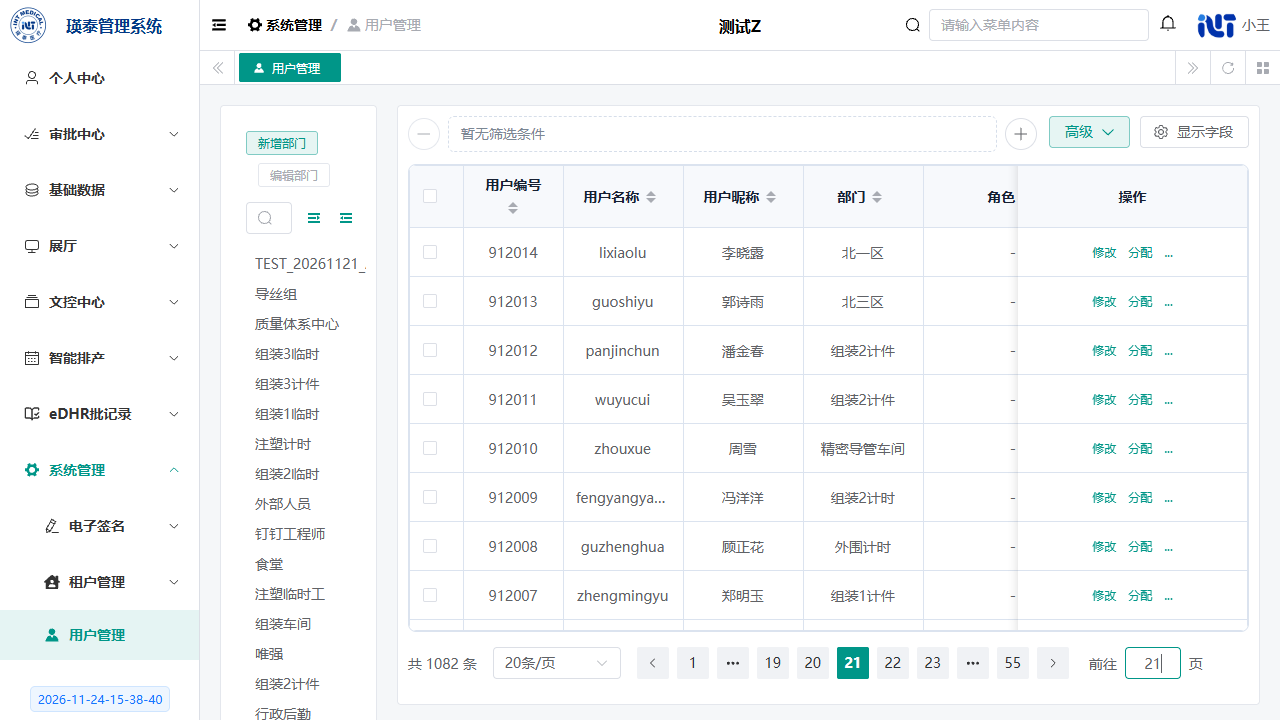 瑛泰管理系统
系统管理 / 用户管理
测试Z
请输入菜单内容
小王
个人中心
审批中心
基础数据
展厅
文控中心
智能排产
eDHR批记录
系统管理
电子签名
租户管理
用户管理
2026-11-24-15-38-40
用户管理
新增部门
编辑部门
TEST_20261121_
导丝组
质量体系中心
组装3临时
组装3计件
组装1临时
注塑计时
组装2临时
外部人员
钉钉工程师
食堂
注塑临时工
组装车间
唯强
组装2计件
行政后勤
暂无筛选条件
高级
显示字段
用户编号 用户名称 用户昵称 部门 角色 操作
912014 lixiaolu 李晓露 北一区 - 修改 分配 ...
912013 guoshiyu 郭诗雨 北三区 - 修改 分配 ...
912012 panjinchun 潘金春 组装2计件 - 修改 分配 ...
912011 wuyucui 吴玉翠 组装2计件 - 修改 分配 ...
912010 zhouxue 周雪 精密导管车间 - 修改 分配 ...
912009 fengyangya... 冯洋洋 组装2计时 - 修改 分配 ...
912008 guzhenghua 顾正花 外围计时 - 修改 分配 ...
912007 zhengmingyu 郑明玉 组装1计件 - 修改 分配 ...
共 1082 条 20条/页 1 ••• 19 20 21 22 23 ••• 55 前往 21 页